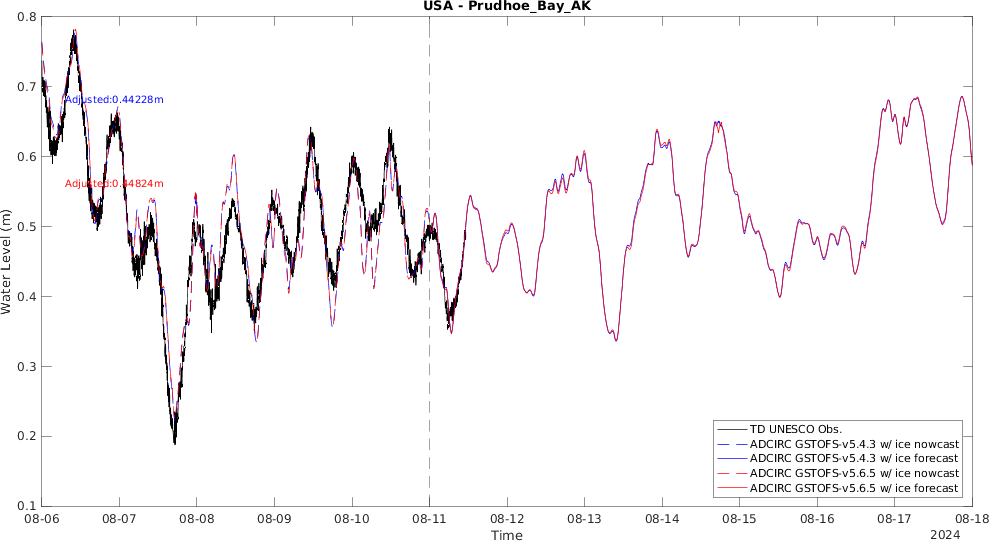 USA - Prudhoe_Bay_AK
0.8
0.7
0.6
0.5
0.4
0.3
0.2
0.1
Water Level (m)
Adjusted:0.44228m
Adjusted:0.44824m
TD UNESCO Obs.
ADCIRC GSTOFS-v5.4.3 w/ ice nowcast
ADCIRC GSTOFS-v5.4.3 w/ ice forecast
ADCIRC GSTOFS-v5.6.5 w/ ice nowcast
ADCIRC GSTOFS-v5.6.5 w/ ice forecast
08-06 08-07 08-08 08-09 08-10 08-11 08-12 08-13 08-14 08-15 08-16 08-17 08-18
Time
2024